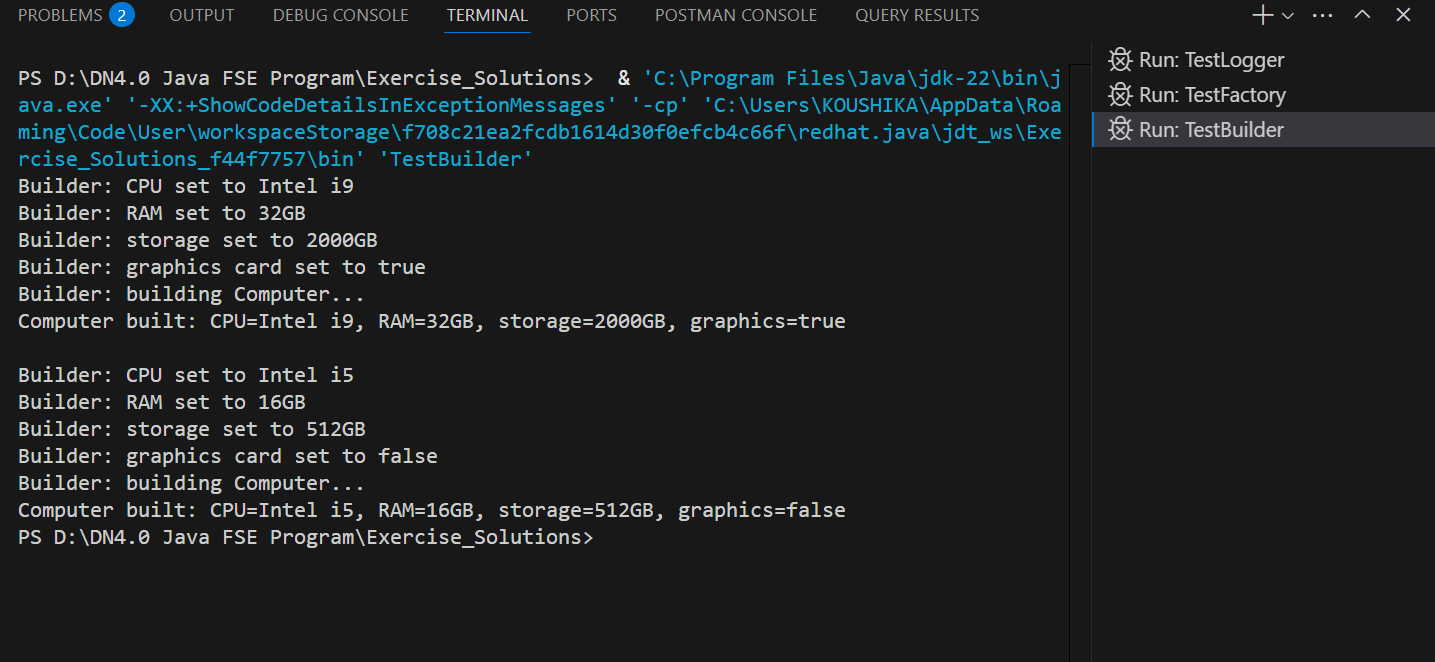 PROBLEMS 2 OUTPUT DEBUG CONSOLE TERMINAL PORTS POSTMAN CONSOLE QUERY RESULTS
PS D:\DN4.0 Java FSE Program\Exercise_Solutions>  & 'C:\Program Files\Java\jdk-22\bin\j
ava.exe' '-XX:+ShowCodeDetailsInExceptionMessages' '-cp' 'C:\Users\KOUSHIKA\AppData\Roa
ming\Code\User\workspaceStorage\f708c21ea2fcdb1614d30f0efcb4c66f\redhat.java\jdt_ws\Exe
rcise_Solutions_f44f7757\bin' 'TestBuilder'
Builder: CPU set to Intel i9
Builder: RAM set to 32GB
Builder: storage set to 2000GB
Builder: graphics card set to true
Builder: building Computer...
Computer built: CPU=Intel i9, RAM=32GB, storage=2000GB, graphics=true

Builder: CPU set to Intel i5
Builder: RAM set to 16GB
Builder: storage set to 512GB
Builder: graphics card set to false
Builder: building Computer...
Computer built: CPU=Intel i5, RAM=16GB, storage=512GB, graphics=false
PS D:\DN4.0 Java FSE Program\Exercise_Solutions>
Run: TestLogger
Run: TestFactory
Run: TestBuilder